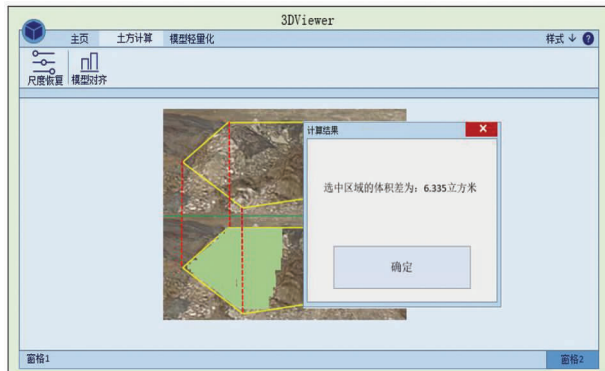 3DViewer
主页 土方计算 模型轻量化 样式 ?
尺度恢复 模型对齐
计算结果
选中区域的体积差为：6.335立方米
确定
窗格1 窗格2